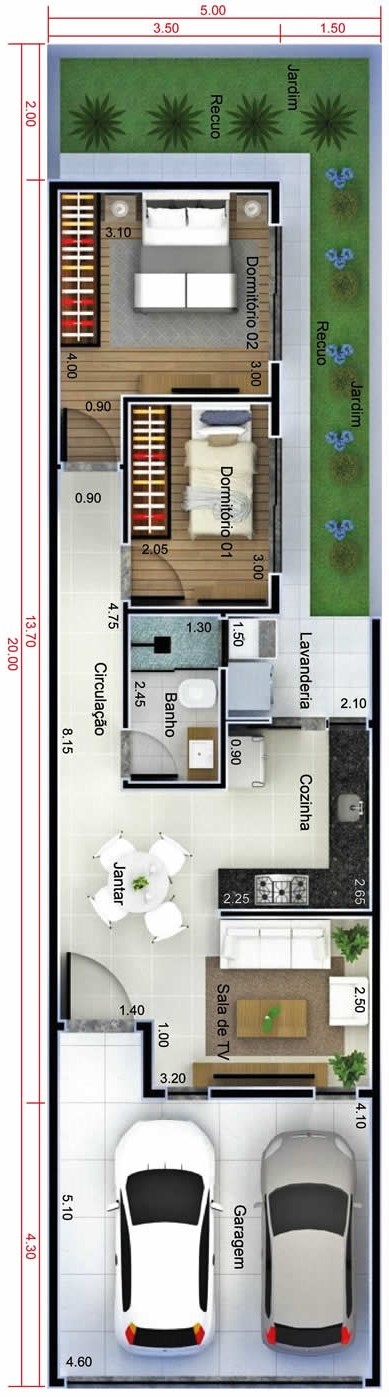 20.00
4.30
13.70
2.00
4.60
5.10
8.15
4.00
0.90
0.90
Circulação
4.75
3.10
Jantar
1.40
2.45
2.05
3.50
1.00
3.20
Banho
1.30
5.00
Sala de TV
Dormitório 01
Recuo
Garagem
2.25
0.90
1.50
3.00
3.00
Dormitório 02
Cozinha
Lavanderia
Jardim
Recuo
1.50
4.10
2.50
2.65
2.10
Jardim